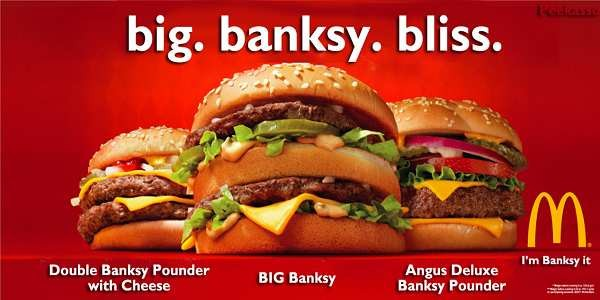 big. banksy. bliss.
Double Banksy Pounder
with Cheese
BIG Banksy
Angus Deluxe
Banksy Pounder
I'm Banksy it